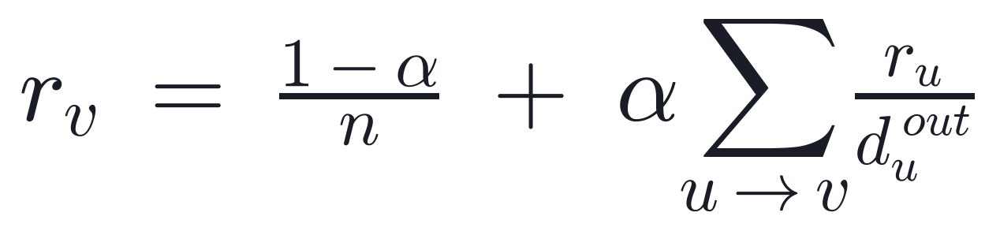 r_v = \frac{1 - \alpha}{n} + \alpha \sum_{u \to v} \frac{r_u}{d_u^{out}}